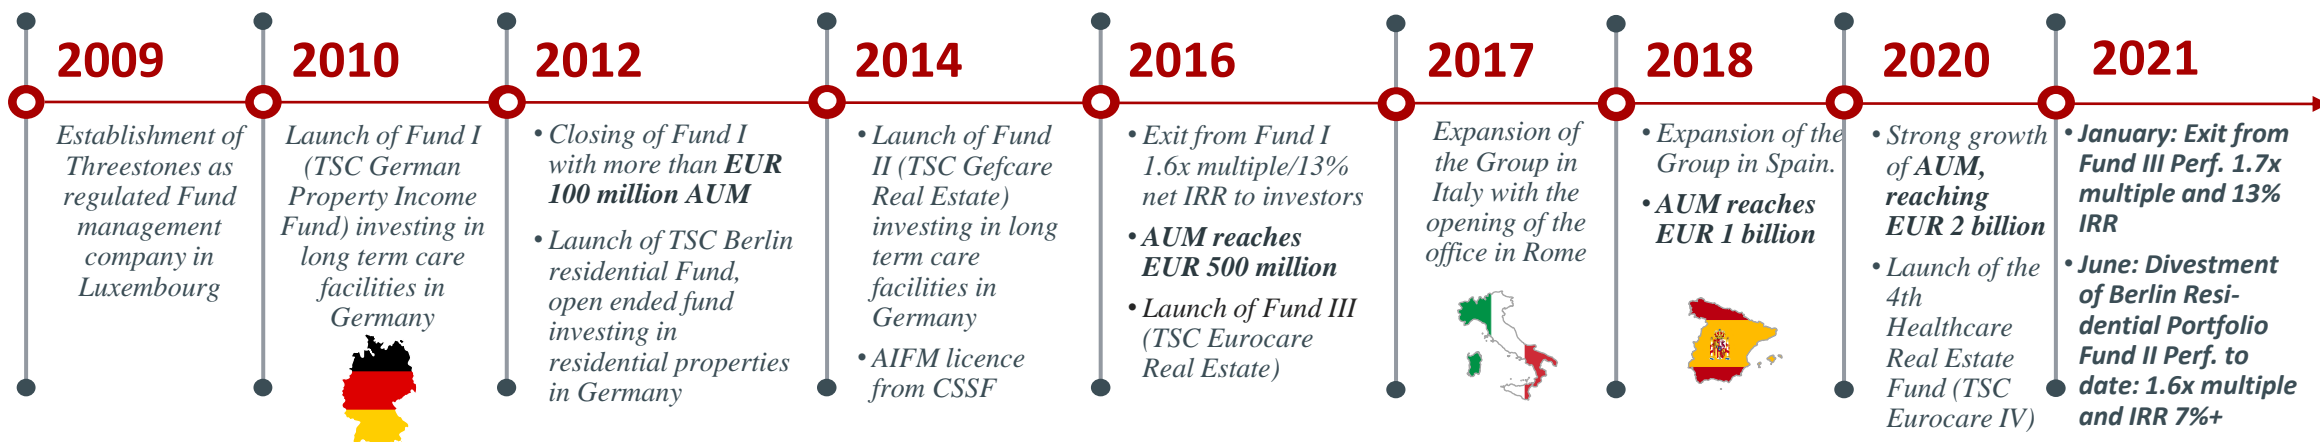 2009
Establishment of
Threestones as
regulated Fund
management
company in
Luxembourg
2010
Launch of Fund I
(TSC German
Property Income
Fund) investing in
long term care
facilities in
Germany
2012
• Closing of Fund I
with more than EUR
100 million AUM
• Launch of TSC Berlin
residential Fund,
open ended fund
investing in
residential properties
in Germany
2014
• Launch of Fund
II (TSC Gefcare
Real Estate)
investing in long
term care
facilities in
Germany
• AIFM licence
from CSSF
2016
• Exit from Fund I
1.6x multiple/13%
net IRR to investors
• AUM reaches
EUR 500 million
• Launch of Fund III
(TSC Eurocare
Real Estate)
2017
Expansion of
the Group in
Italy with the
opening of the
office in Rome
2018
• Expansion of the
Group in Spain.
• AUM reaches
EUR 1 billion
2020
• Strong growth
of AUM,
reaching
EUR 2 billion
• Launch of the
4th
Healthcare
Real Estate
Fund (TSC
Eurocare IV)
2021
• January: Exit from
Fund III Perf. 1.7x
multiple and 13%
IRR
• June: Divestment
of Berlin Resi-
dential Portfolio
Fund II Perf. to
date: 1.6x multiple
and IRR 7%+